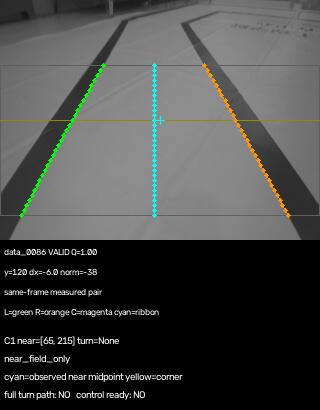 data_0086 VALID Q=1.00
y=120 dx=-6.0 norm=-38
same-frame measured pair
L=green R=orange C=magenta cyan=ribbon
C1 near=[65, 215] turn=None
near_field_only
cyan=observed near midpoint yellow=corner
full turn path: NO control ready: NO